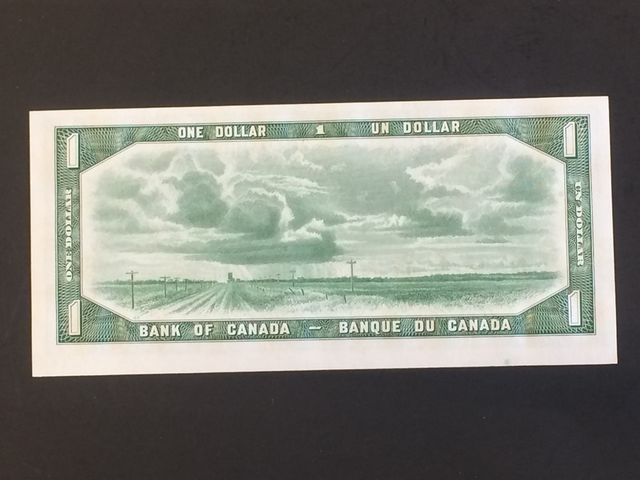 ONE DOLLAR 1 UN DOLLAR
1
1
ONE DOLLAR
UN DOLLAR
1
1
BANK OF CANADA – BANQUE DU CANADA